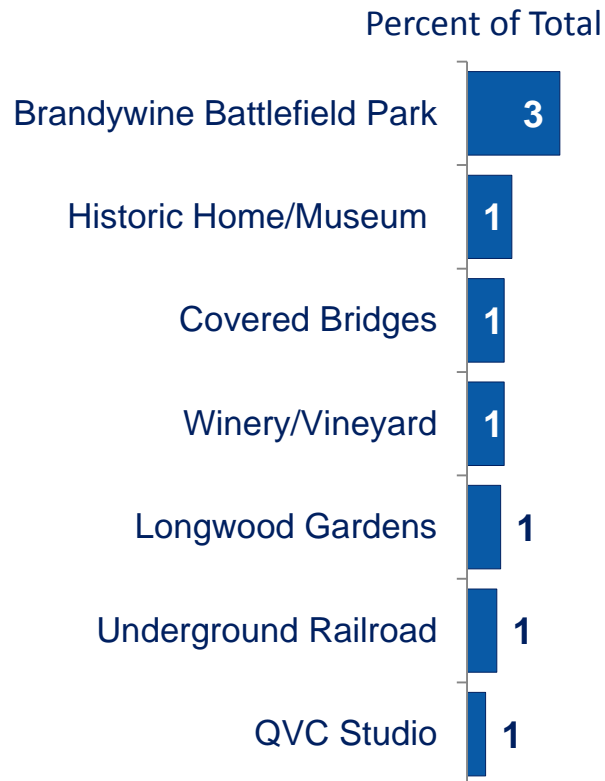 Percent of Total
Brandywine Battlefield Park 3
Historic Home/Museum 1
Covered Bridges 1
Winery/Vineyard 1
Longwood Gardens 1
Underground Railroad 1
QVC Studio 1